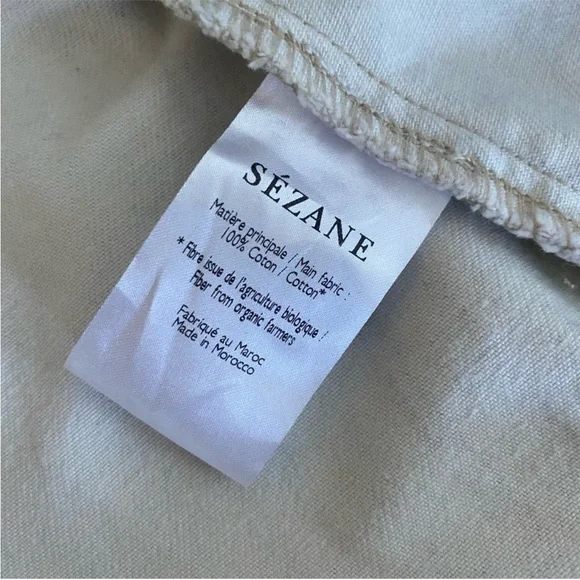 SÉZANE
Matière principale / Main fabric :
100% Coton / Cotton*
* Fibre issue de l'agriculture biologique /
Fiber from organic farmers
Fabriqué au Maroc
Made in Morocco